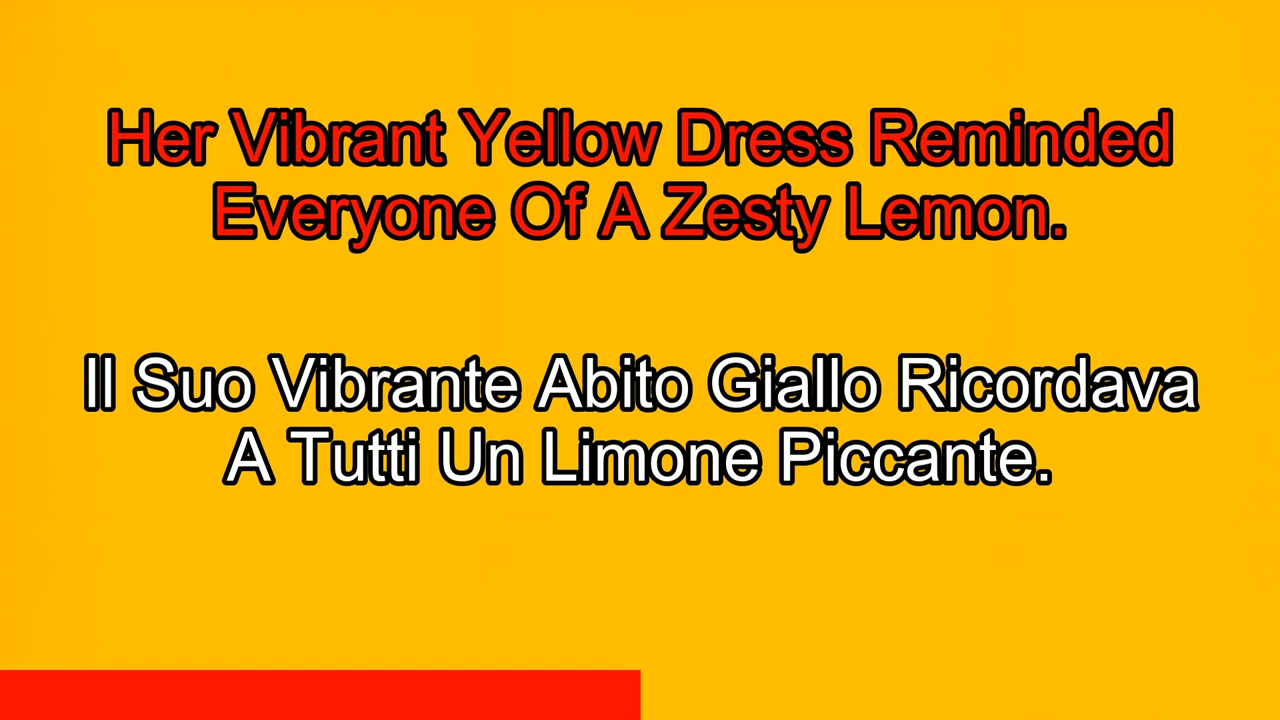 Her Vibrant Yellow Dress Reminded
Everyone Of A Zesty Lemon.
Il Suo Vibrante Abito Giallo Ricordava
A Tutti Un Limone Piccante.